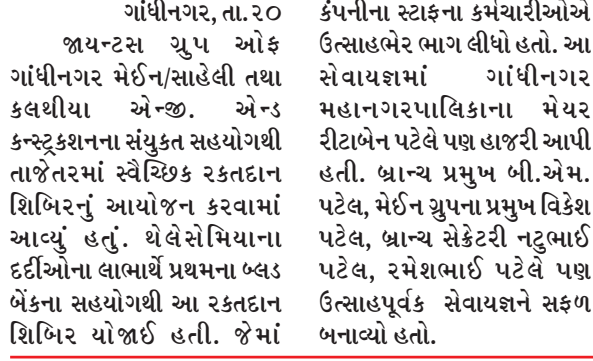 ગાંધીનગર, તા.૨૦
જાયન્ટસ ગ્રુપ ઓફ
ગાંધીનગર મેઈન/સાહેલી તથા
કલથીયા એન્જી. એન્ડ
કન્સ્ટ્રકશનના સંયુકત સહયોગથી
તાજેતરમાં સ્વૈચ્છિક રકતદાન
શિબિરનું આયોજન કરવામાં
આવ્યું હતું. થેલેસેમિયાના
દર્દીઓના લાભાર્થે પ્રથમના બ્લડ
બેંકના સહયોગથી આ રકતદાન
શિબિર યોજાઈ હતી. જેમાં
કંપનીના સ્ટાફના કર્મચારીઓએ
ઉત્સાહભેર ભાગ લીધો હતો. આ
સેવાયજ્ઞમાં ગાંધીનગર
મહાનગરપાલિકાના મેયર
રીટાબેન પટેલે પણ હાજરી આપી
હતી. બ્રાન્ચ પ્રમુખ બી.એમ.
પટેલ, મેઈન ગ્રુપના પ્રમુખ વિકેશ
પટેલ, બ્રાન્ચ સેક્રેટરી નટુભાઈ
પટેલ, રમેશભાઈ પટેલે પણ
ઉત્સાહપૂર્વક સેવાયજ્ઞને સફળ
બનાવ્યો હતો.